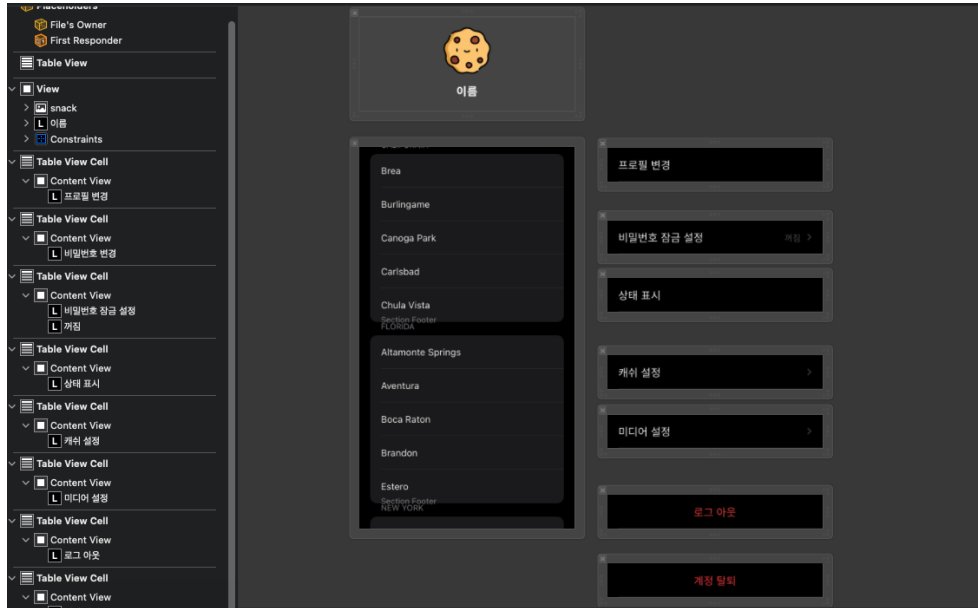 Placeholders
File's Owner
First Responder
Table View
View
snack
L 이름
Constraints
Table View Cell
Content View
L 프로필 변경
Table View Cell
Content View
L 비밀번호 변경
Table View Cell
Content View
L 비밀번호 잠금 설정
L 꺼짐
Table View Cell
Content View
L 상태 표시
Table View Cell
Content View
L 캐쉬 설정
Table View Cell
Content View
L 미디어 설정
Table View Cell
Content View
L 로그 아웃
Table View Cell
Content View
이름
Brea
Burlingame
Canoga Park
Carlsbad
Chula Vista
Section Footer
FLORIDA
Altamonte Springs
Aventura
Boca Raton
Brandon
Estero
Section Footer
NEW YORK
프로필 변경
비밀번호 잠금 설정 꺼짐
상태 표시
캐쉬 설정
미디어 설정
로그 아웃
계정 탈퇴